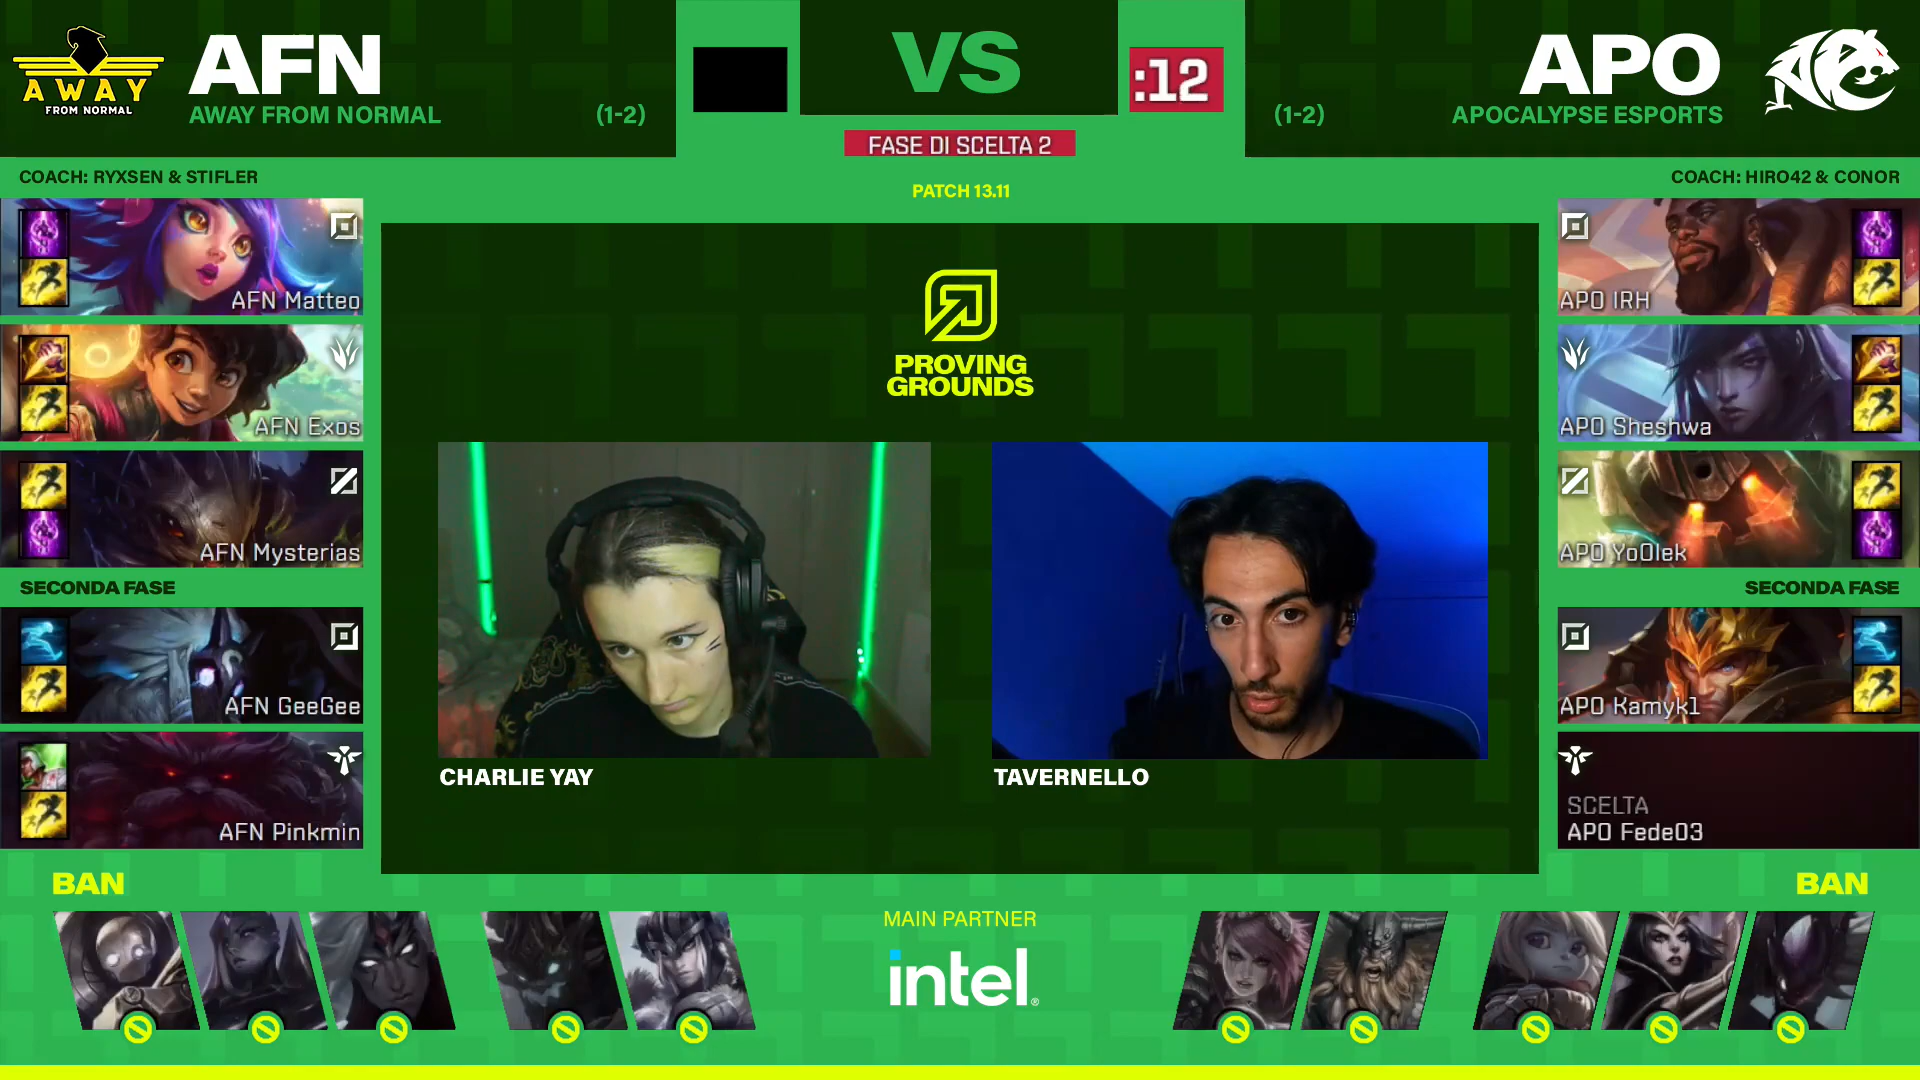 AWAY
FROM NORMAL
AFN
AWAY FROM NORMAL
(1-2)
VS
:12
FASE DI SCELTA 2
PATCH 13.11
(1-2)
APO
APOCALYPSE ESPORTS
COACH: RYXSEN & STIFLER
COACH: HIRO42 & CONOR
AFN Matteo
AFN Exos
AFN Mysterias
SECONDA FASE
AFN GeeGee
AFN Pinkmin
PROVING
GROUNDS
CHARLIE YAY
TAVERNELLO
APO IRH
APO Sheshwa
APO YoOlek
SECONDA FASE
APO Kamykl
SCELTA
APO Fede03
BAN
BAN
MAIN PARTNER
intel